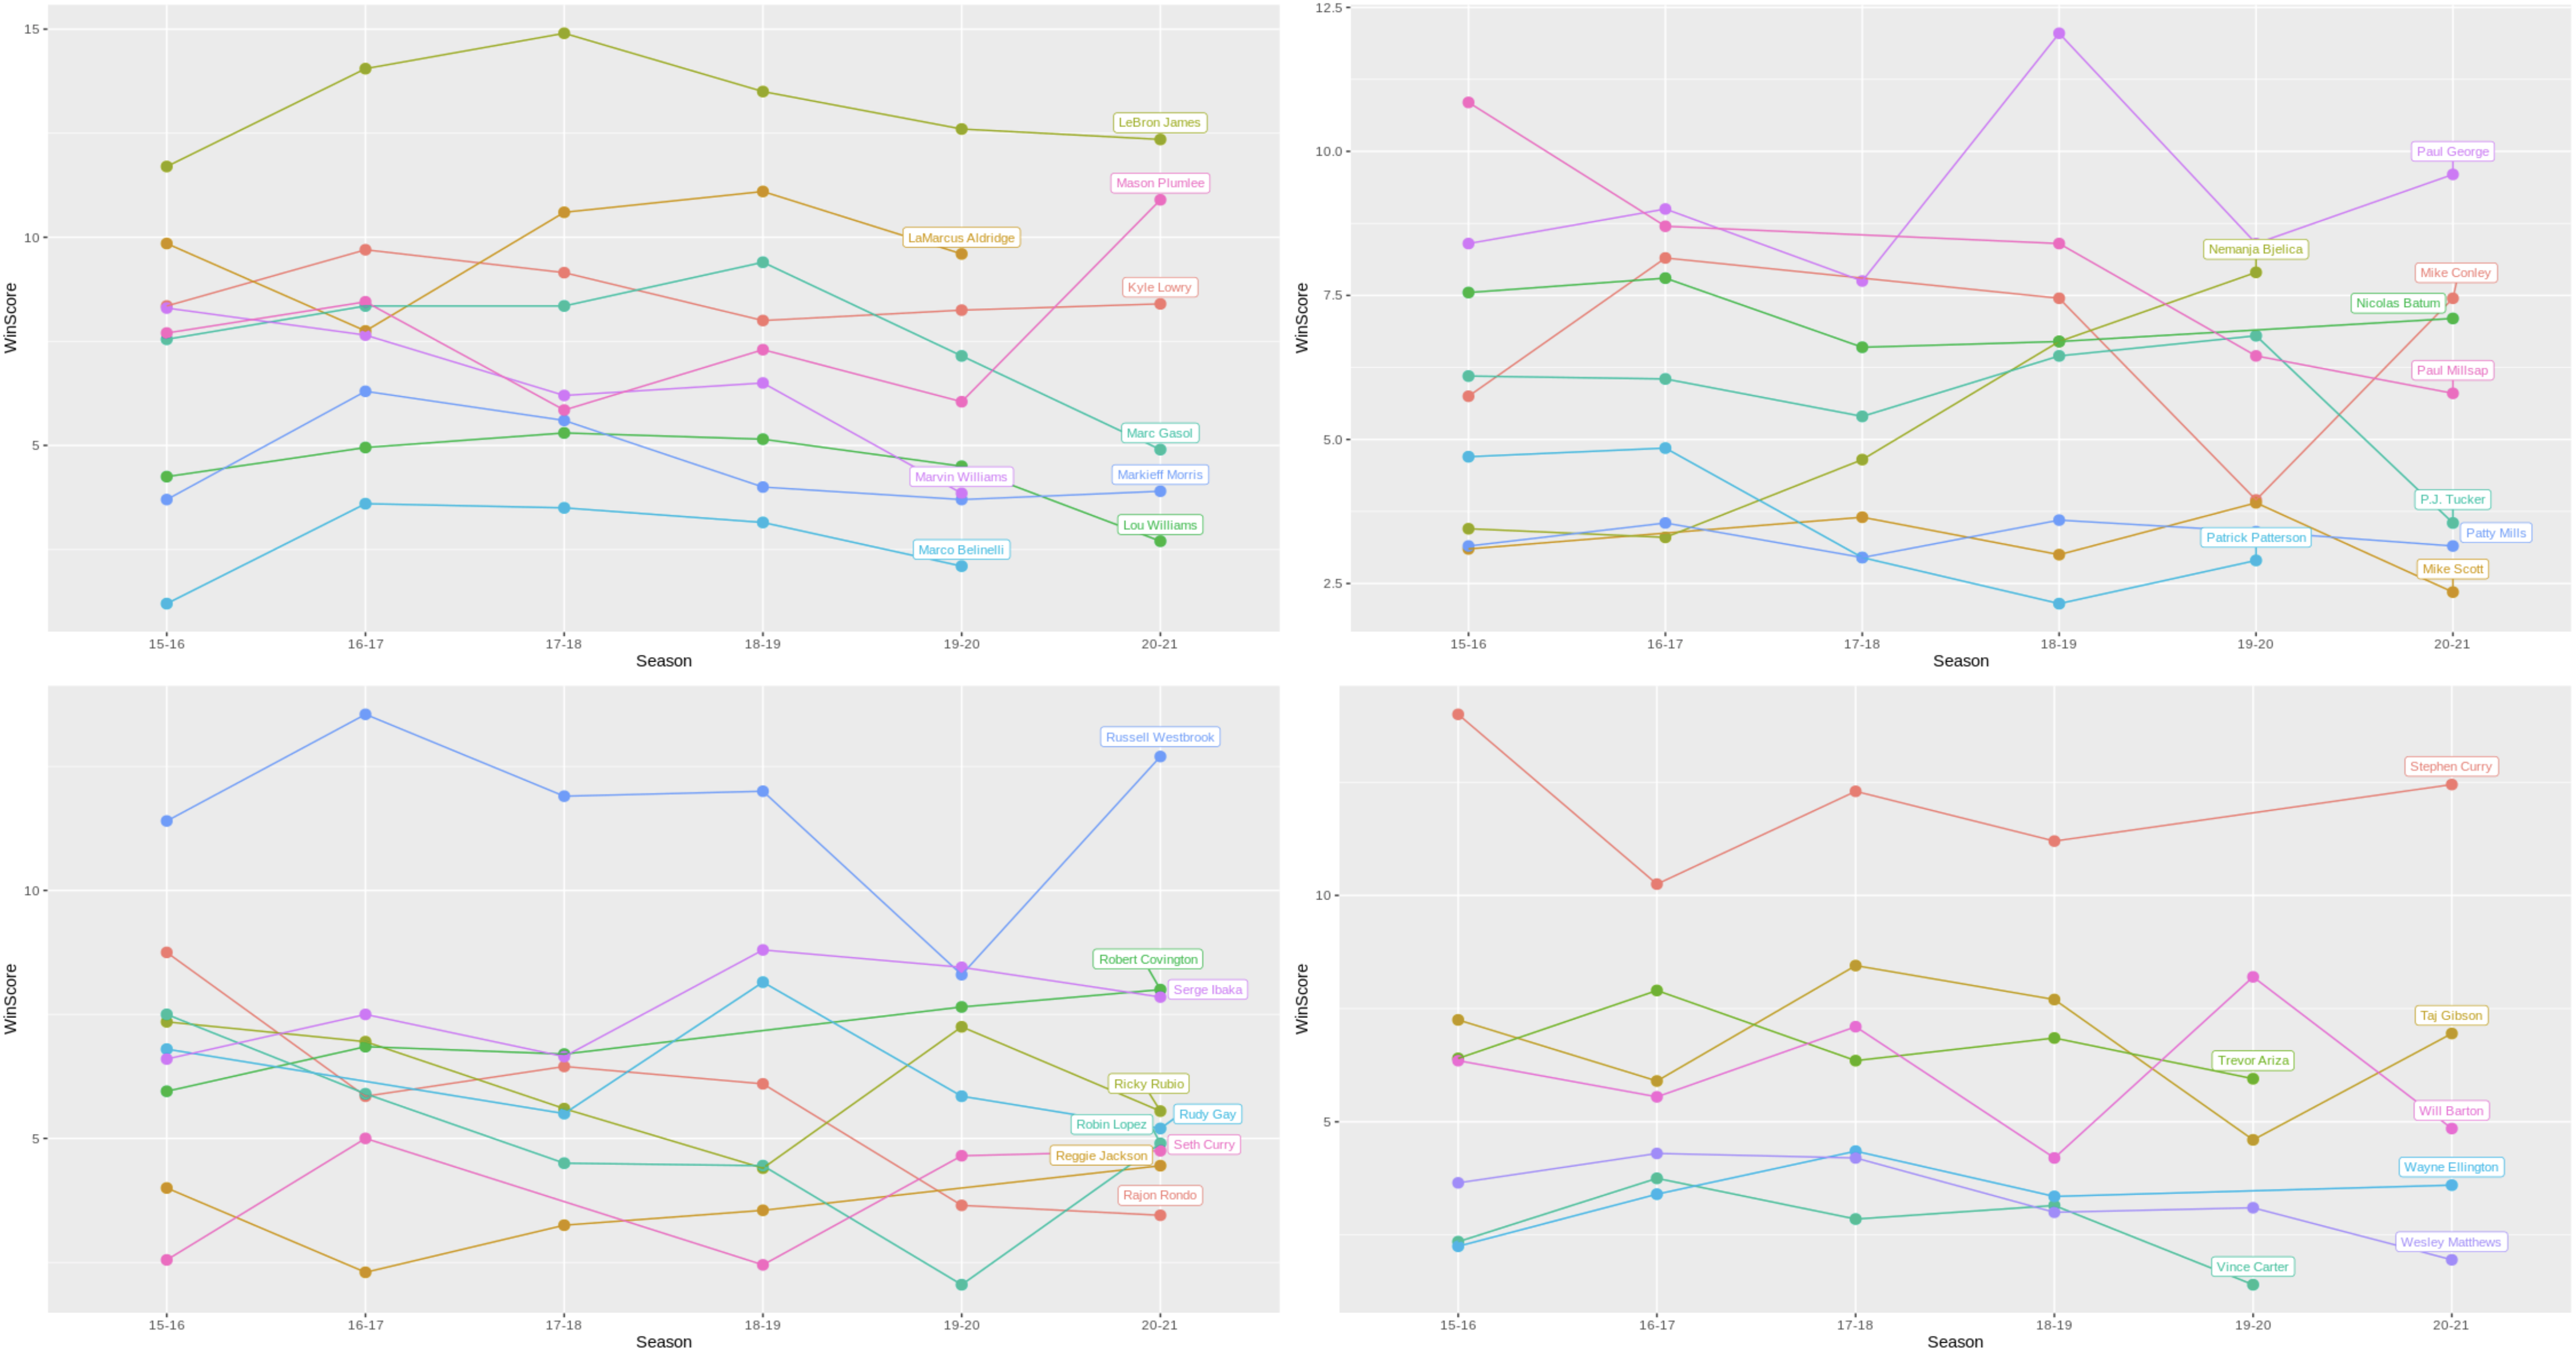 15
10
5
WinScore
LeBron James
Mason Plumlee
LaMarcus Aldridge
Kyle Lowry
Marc Gasol
Marvin Williams
Markieff Morris
Lou Williams
Marco Belinelli
15-16 16-17 17-18 18-19 19-20 20-21
Season
12.5
10.0
7.5
5.0
2.5
WinScore
Paul George
Nemanja Bjelica
Mike Conley
Nicolas Batum
Paul Millsap
P.J. Tucker
Patty Mills
Patrick Patterson
Mike Scott
15-16 16-17 17-18 18-19 19-20 20-21
Season
10
5
WinScore
Russell Westbrook
Robert Covington
Serge Ibaka
Ricky Rubio
Rudy Gay
Robin Lopez
Seth Curry
Reggie Jackson
Rajon Rondo
15-16 16-17 17-18 18-19 19-20 20-21
Season
10
5
WinScore
Stephen Curry
Taj Gibson
Trevor Ariza
Will Barton
Wayne Ellington
Wesley Matthews
Vince Carter
15-16 16-17 17-18 18-19 19-20 20-21
Season